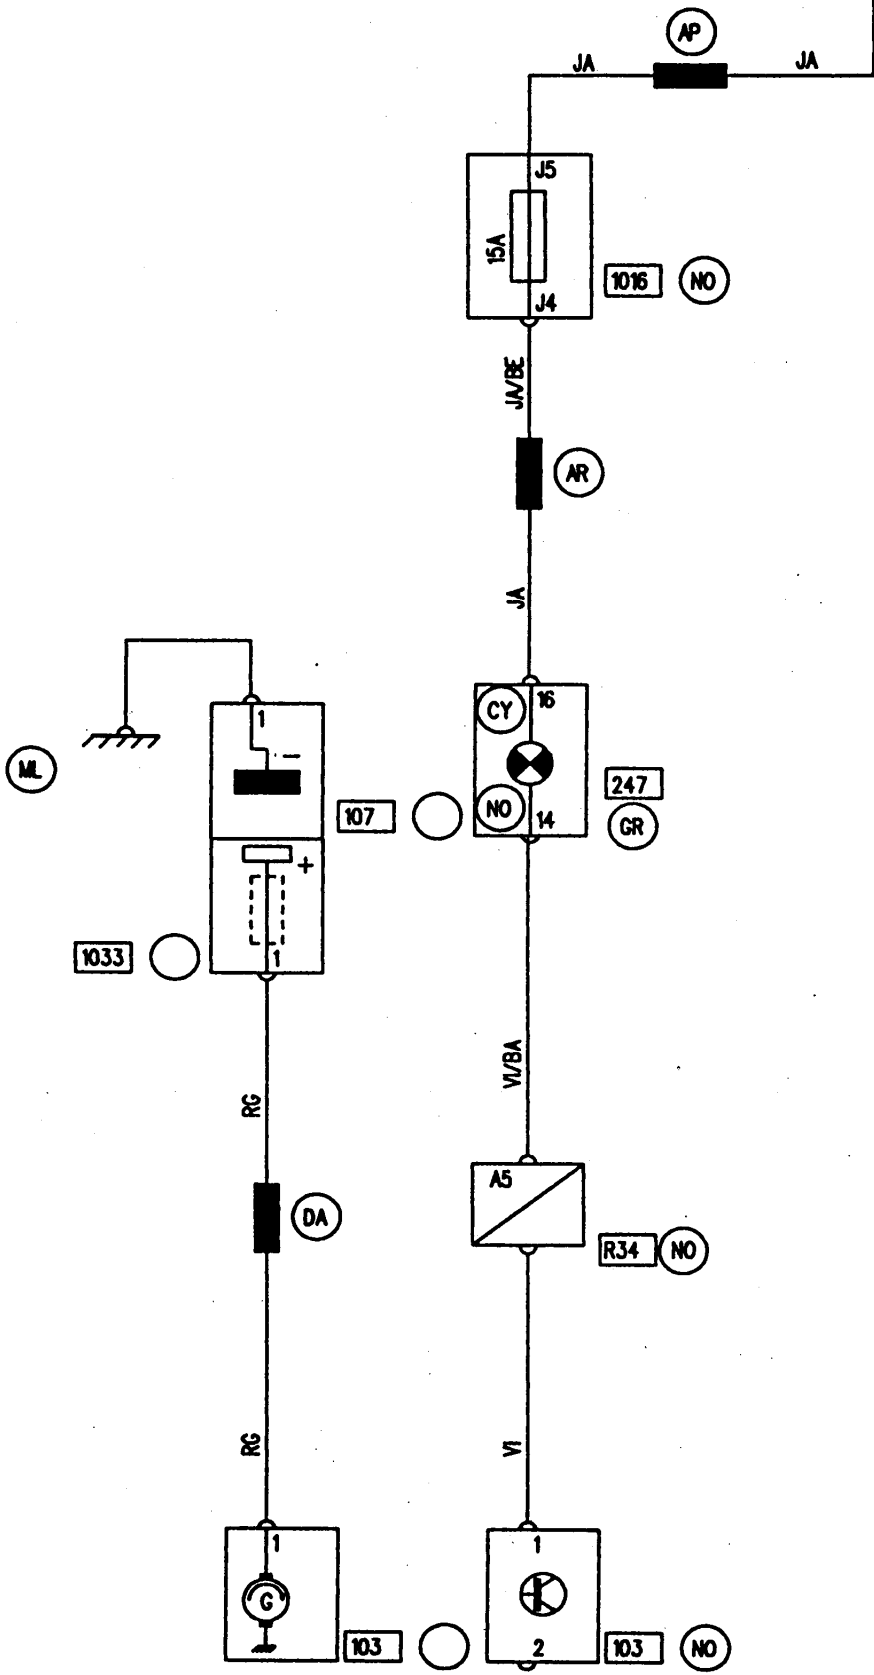 AP
JA
JA
J5
15A
1016
NO
J4
JA/BE
AR
JA
CY
16
1
ML
247
NO
107
14
GR
+
1033
1
VI/BA
RG
A5
DA
R34
NO
RG
VI
1
1
G
103
2
103
NO